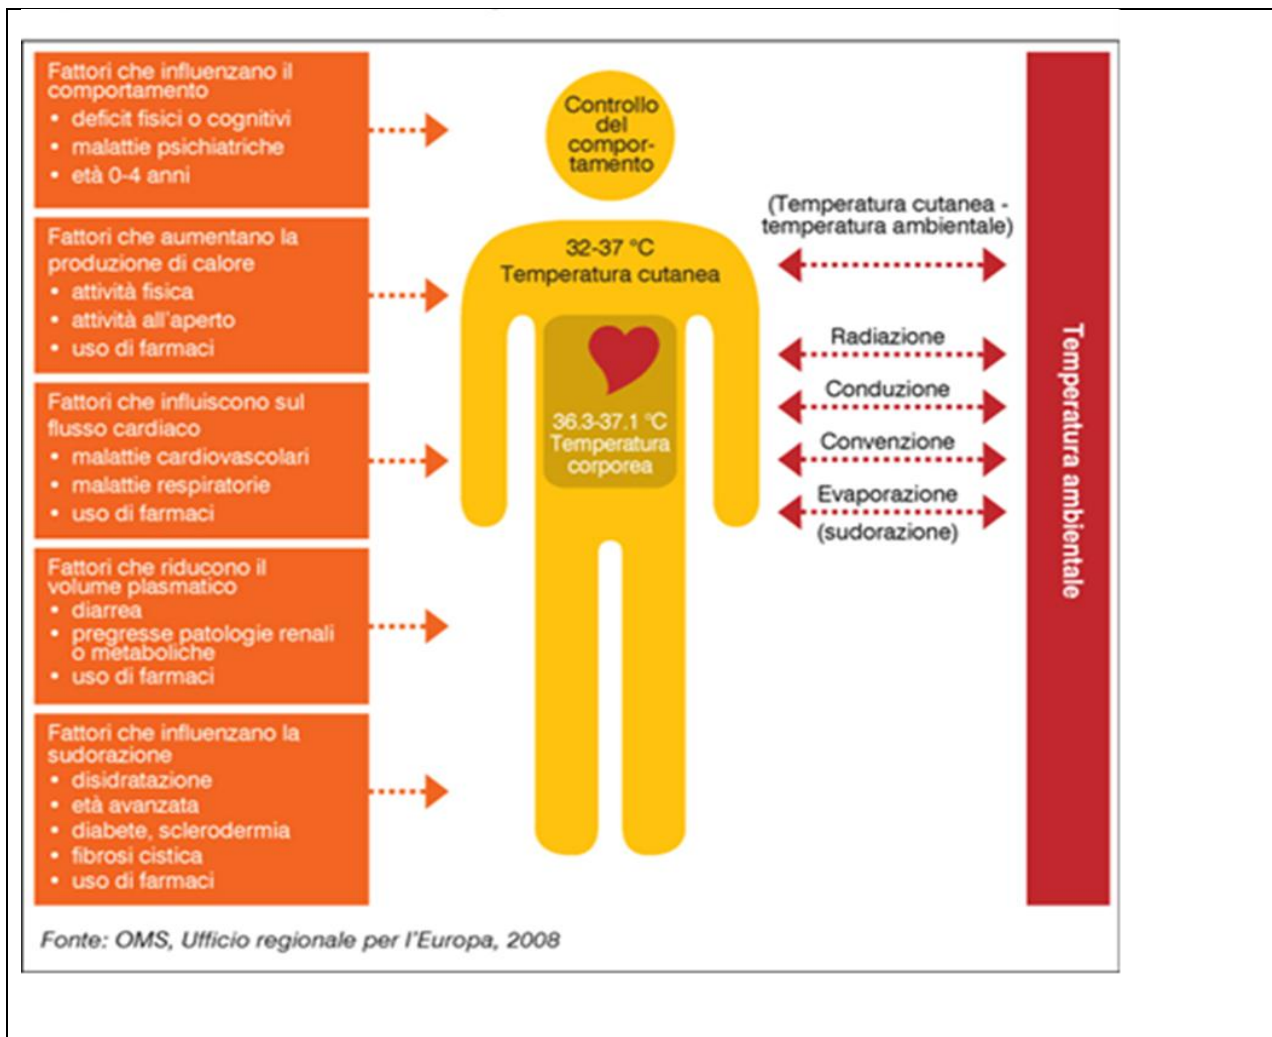 Fattori che influenzano il
comportamento
• deficit fisici o cognitivi
• malattie psichiatriche
• età 0-4 anni
Fattori che aumentano la
produzione di calore
• attività fisica
• attività all'aperto
• uso di farmaci
Fattori che influiscono sul
flusso cardiaco
• malattie cardiovascolari
• malattie respiratorie
• uso di farmaci
Fattori che riducono il
volume plasmatico
• diarrea
• pregresse patologie renali
o metaboliche
• uso di farmaci
Fattori che influenzano la
sudorazione
• disidratazione
• età avanzata
• diabete, sclerodermia
• fibrosi cistica
• uso di farmaci
Controllo
del
compor-
tamento
32-37 °C
Temperatura cutanea
36.3-37.1 °C
Temperatura
corporea
(Temperatura cutanea -
temperatura ambientale)
Radiazione
Conduzione
Convenzione
Evaporazione
(sudorazione)
Temperatura ambientale
Fonte: OMS, Ufficio regionale per l'Europa, 2008